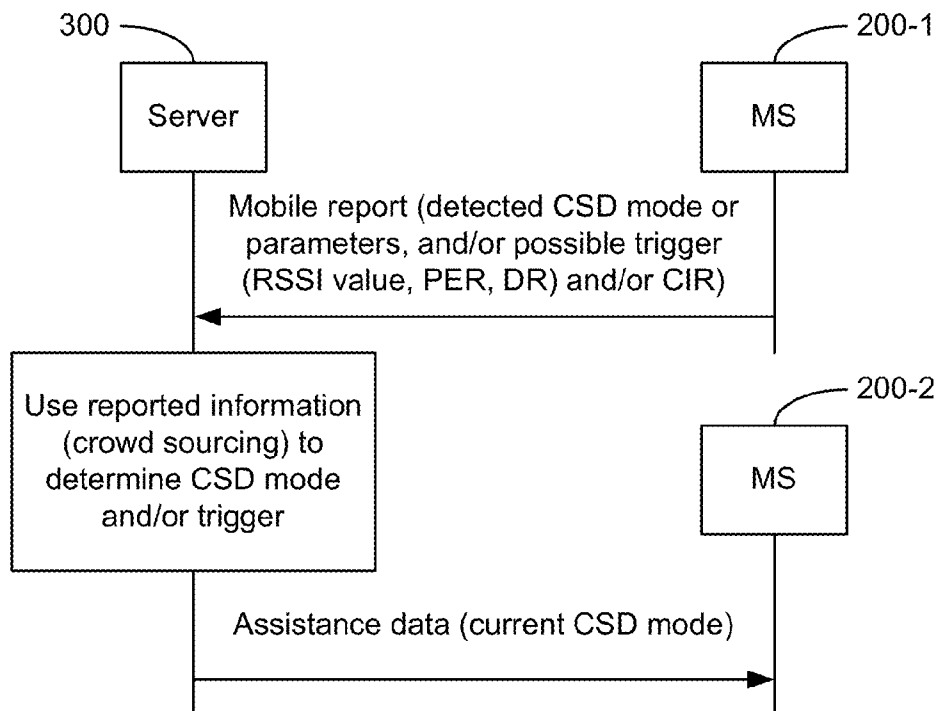 300
200-1
Server
MS
Mobile report (detected CSD mode or
parameters, and/or possible trigger
(RSSI value, PER, DR) and/or CIR)
Use reported information
(crowd sourcing) to
determine CSD mode
and/or trigger
200-2
MS
Assistance data (current CSD mode)